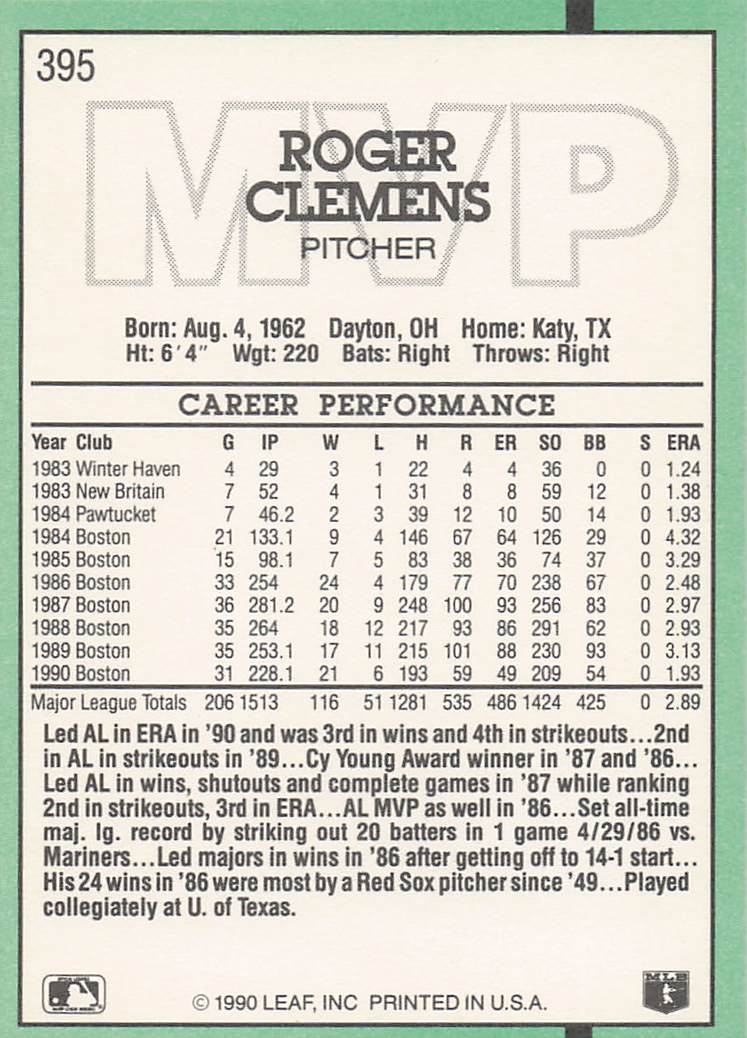 395
MVP
ROGER
CLEMENS
PITCHER
Born: Aug. 4, 1962 Dayton, OH Home: Katy, TX
Ht: 6´4˝ Wgt: 220 Bats: Right Throws: Right
CAREER PERFORMANCE
Year Club G IP W L H R ER SO BB S ERA
1983 Winter Haven 4 29 3 1 22 4 4 36 0 0 1.24
1983 New Britain 7 52 4 1 31 8 8 59 12 0 1.38
1984 Pawtucket 7 46.2 2 3 39 12 10 50 14 0 1.93
1984 Boston 21 133.1 9 4 146 67 64 126 29 0 4.32
1985 Boston 15 98.1 7 5 83 38 36 74 37 0 3.29
1986 Boston 33 254 24 4 179 77 70 238 67 0 2.48
1987 Boston 36 281.2 20 9 248 100 93 256 83 0 2.97
1988 Boston 35 264 18 12 217 93 86 291 62 0 2.93
1989 Boston 35 253.1 17 11 215 101 88 230 93 0 3.13
1990 Boston 31 228.1 21 6 193 59 49 209 54 0 1.93
Major League Totals 206 1513 116 51 1281 535 486 1424 425 0 2.89
Led AL in ERA in '90 and was 3rd in wins and 4th in strikeouts...2nd
in AL in strikeouts in '89...Cy Young Award winner in '87 and '86...
Led AL in wins, shutouts and complete games in '87 while ranking
2nd in strikeouts, 3rd in ERA...AL MVP as well in '86...Set all-time
maj. lg. record by striking out 20 batters in 1 game 4/29/86 vs.
Mariners...Led majors in wins in '86 after getting off to 14-1 start...
His 24 wins in '86 were most by a Red Sox pitcher since '49...Played
collegiately at U. of Texas.
© 1990 LEAF, INC PRINTED IN U.S.A.
MLB